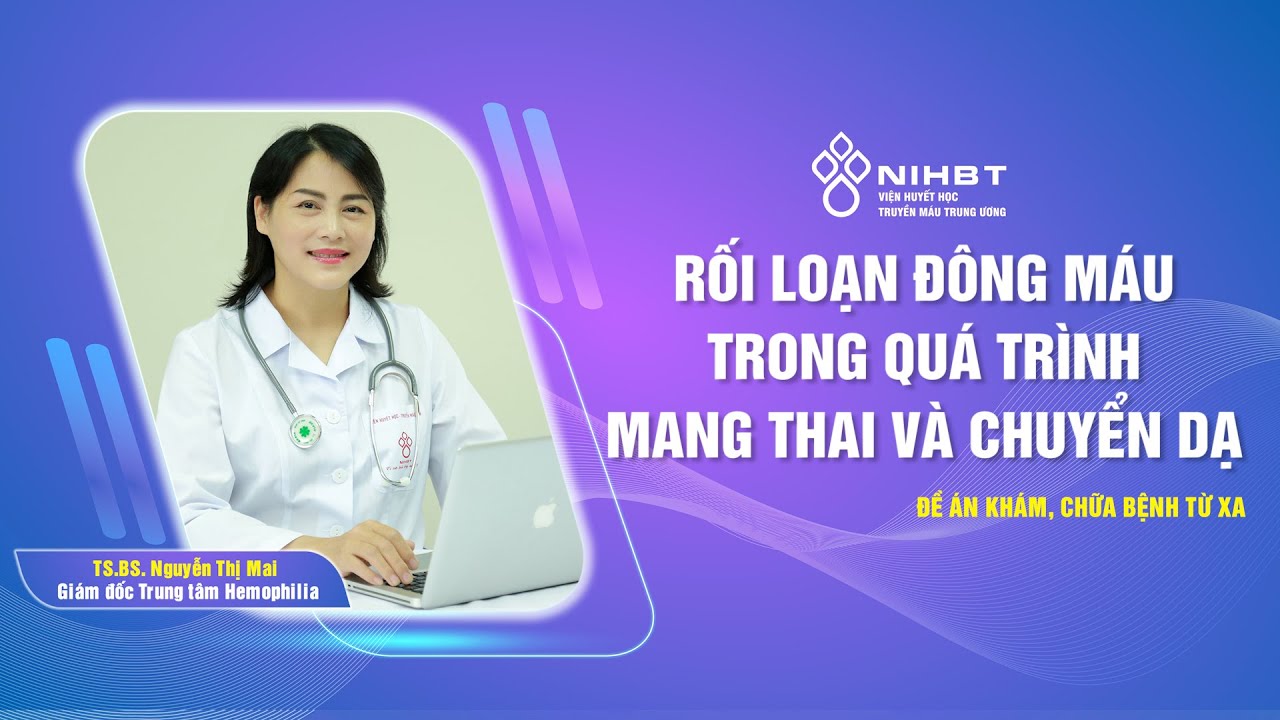 NIHBT
VIỆN HUYẾT HỌC
TRUYỀN MÁU TRUNG ƯƠNG
RỐI LOẠN ĐÔNG MÁU
TRONG QUÁ TRÌNH
MANG THAI VÀ CHUYỂN DẠ
ĐỀ ÁN KHÁM, CHỮA BỆNH TỪ XA
TS.BS. Nguyễn Thị Mai
Giám đốc Trung tâm Hemophilia
NIHBT